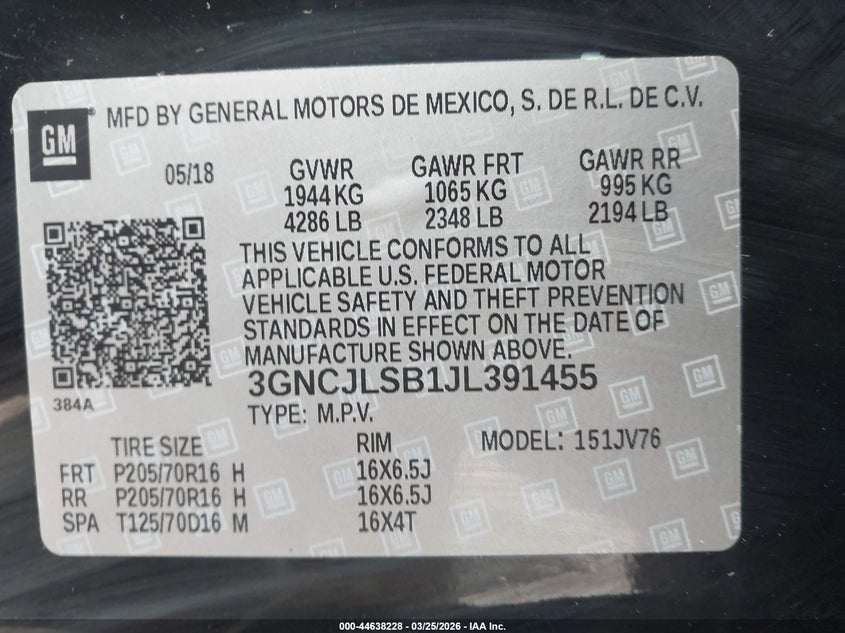 GM
MFD BY GENERAL MOTORS DE MEXICO, S. DE R.L. DE C.V.
05/18 GVWR GAWR FRT GAWR RR
1944 KG 1065 KG 995 KG
4286 LB 2348 LB 2194 LB
THIS VEHICLE CONFORMS TO ALL
APPLICABLE U.S. FEDERAL MOTOR
VEHICLE SAFETY AND THEFT PREVENTION
STANDARDS IN EFFECT ON THE DATE OF
MANUFACTURE SHOWN ABOVE.
384A
3GNCJLSB1JL391455
TYPE: M.P.V.
TIRE SIZE RIM MODEL: 151JV76
FRT P205/70R16 H 16X6.5J
RR P205/70R16 H 16X6.5J
SPA T125/70D16 M 16X4T
000-44638228 - 03/25/2026 - IAA Inc.